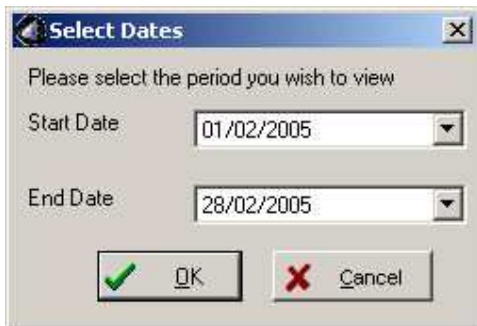 Select Dates
Please select the period you wish to view
Start Date 01/02/2005
End Date 28/02/2005
OK Cancel